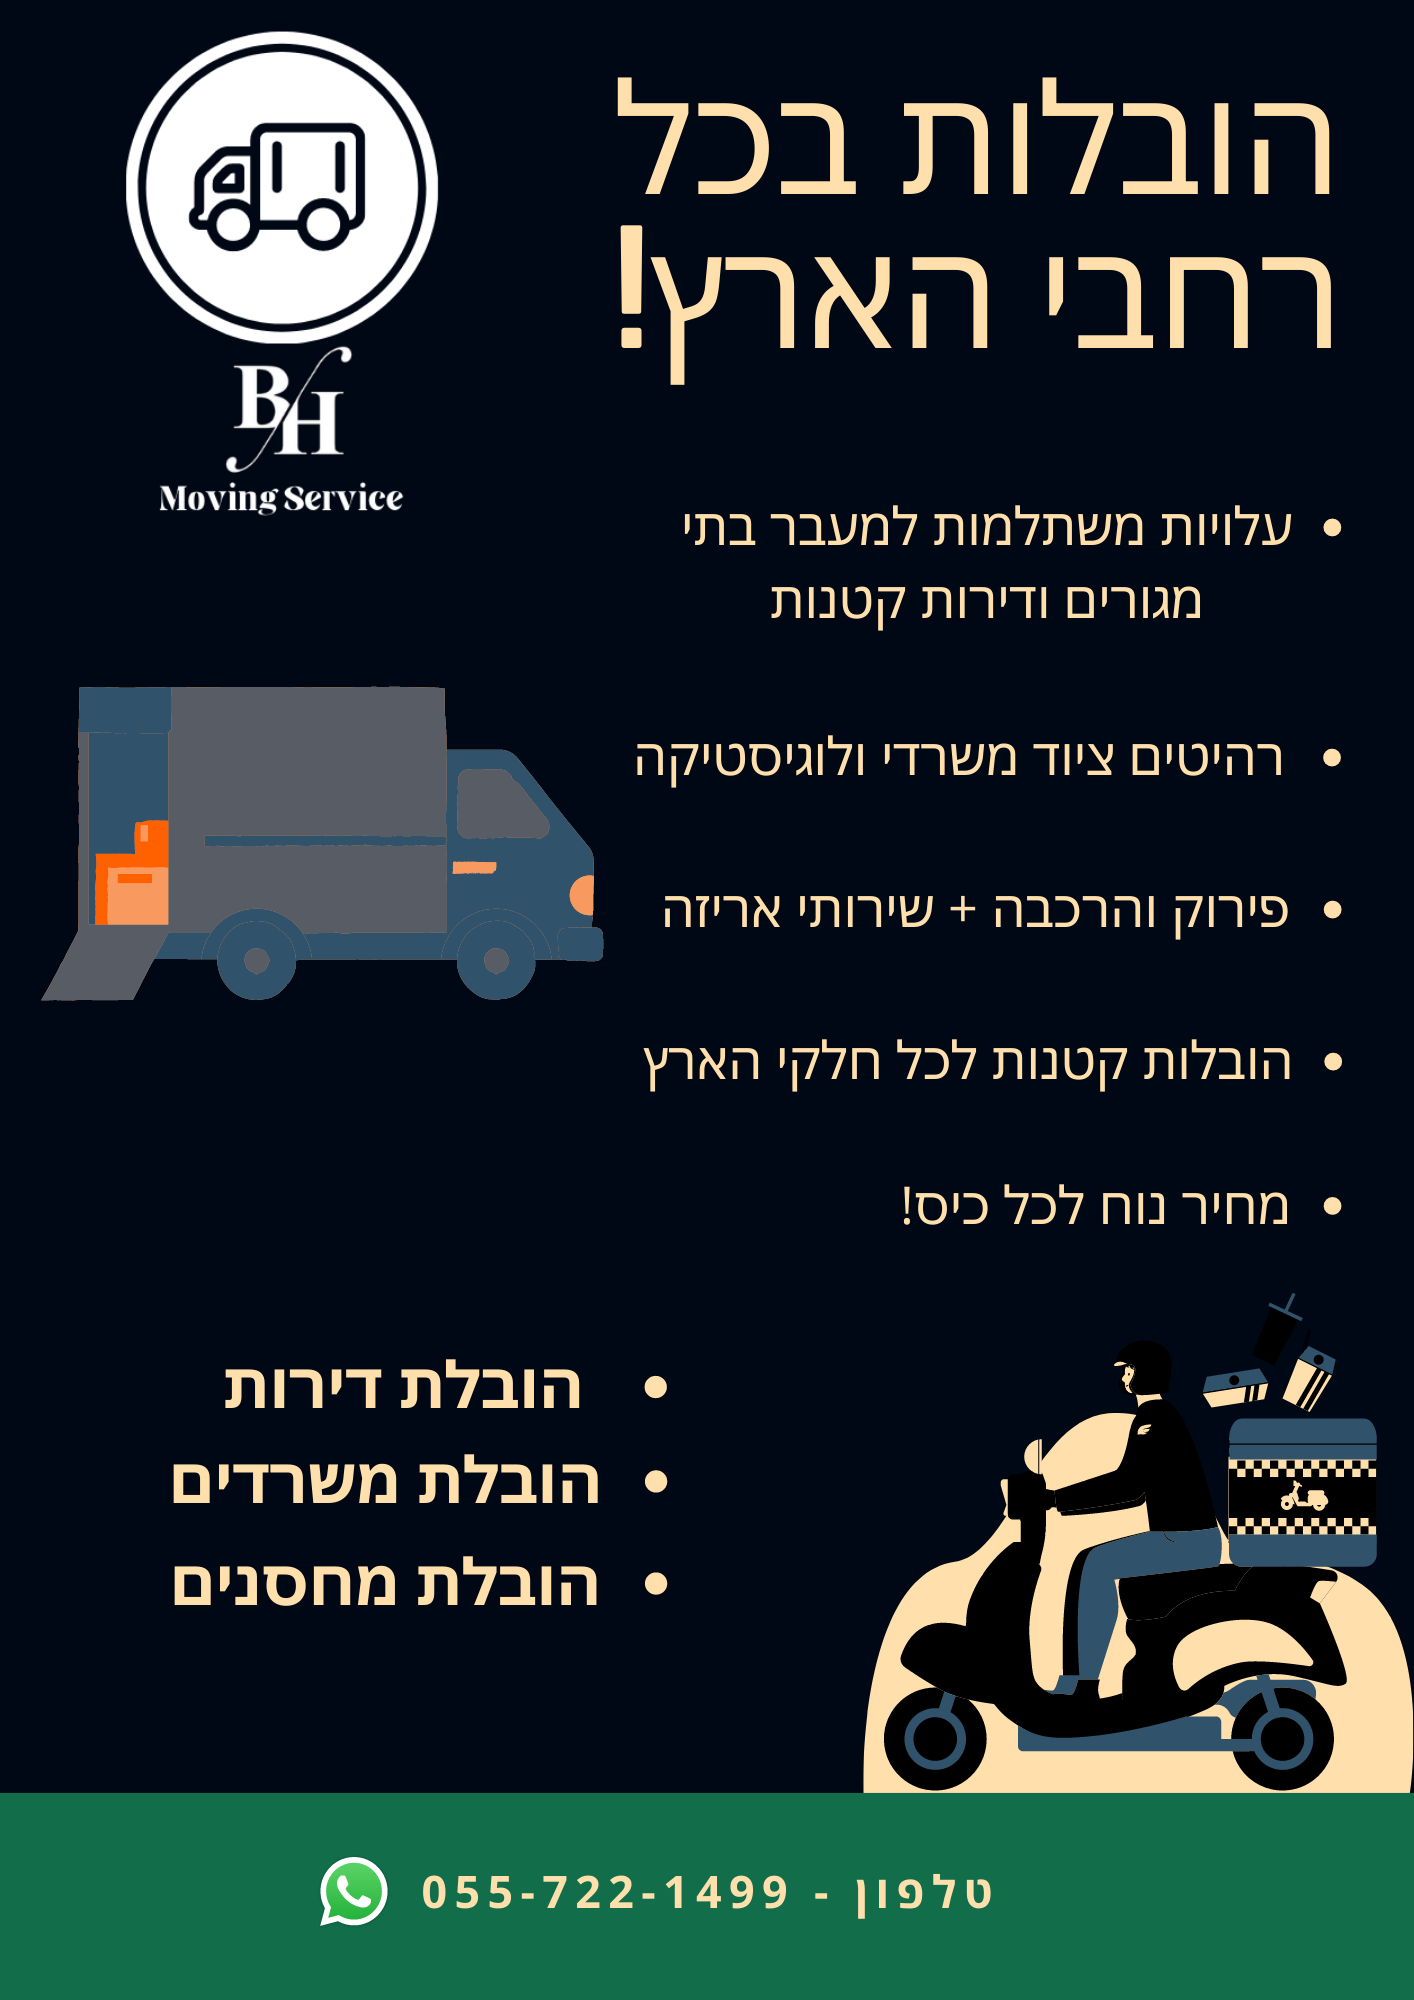 הובלות בכל
רחבי הארץ!
BH
Moving Service
• עלויות משתלמות למעבר בתי
מגורים ודירות קטנות
• רהיטים ציוד משרדי ולוגיסטיקה
• פירוק והרכבה + שירותי אריזה
• הובלות קטנות לכל חלקי הארץ
• מחיר נוח לכל כיס!
• הובלת דירות
• הובלת משרדים
• הובלת מחסנים
טלפון - 055-722-1499